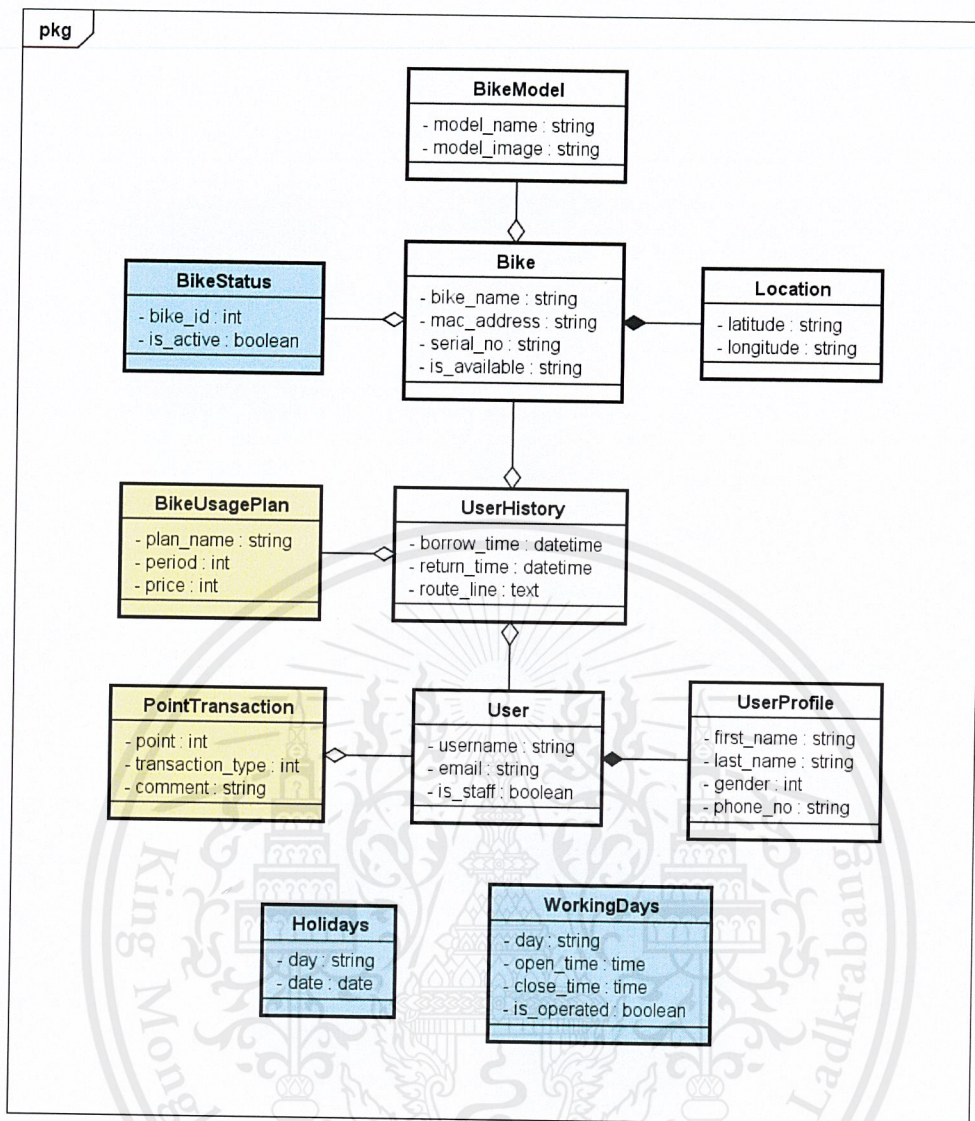 pkg
BikeModel
- model_name : string
- model_image : string
BikeStatus
- bike_id : int
- is_active : boolean
Bike
- bike_name : string
- mac_address : string
- serial_no : string
- is_available : string
Location
- latitude : string
- longitude : string
BikeUsagePlan
- plan_name : string
- period : int
- price : int
UserHistory
- borrow_time : datetime
- return_time : datetime
- route_line : text
PointTransaction
- point : int
- transaction_type : int
- comment : string
User
- username : string
- email : string
- is_staff : boolean
UserProfile
- first_name : string
- last_name : string
- gender : int
- phone_no : string
Holidays
- day : string
- date : date
WorkingDays
- day : string
- open_time : time
- close_time : time
- is_operated : boolean
King Mong
Ladkrabang